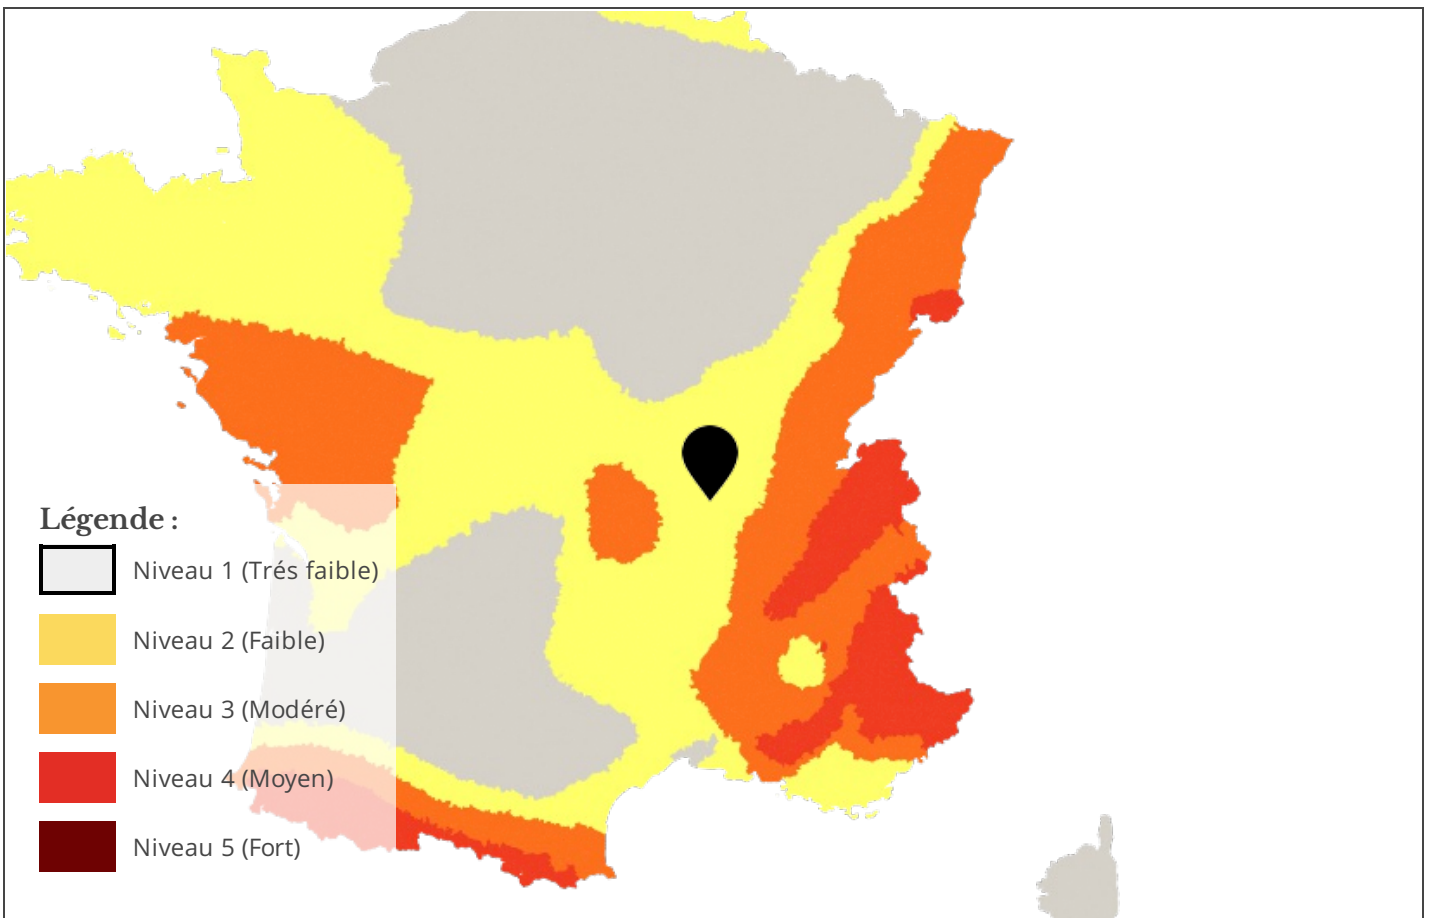 Légende :
Niveau 1 (Trés faible)
Niveau 2 (Faible)
Niveau 3 (Modéré)
Niveau 4 (Moyen)
Niveau 5 (Fort)